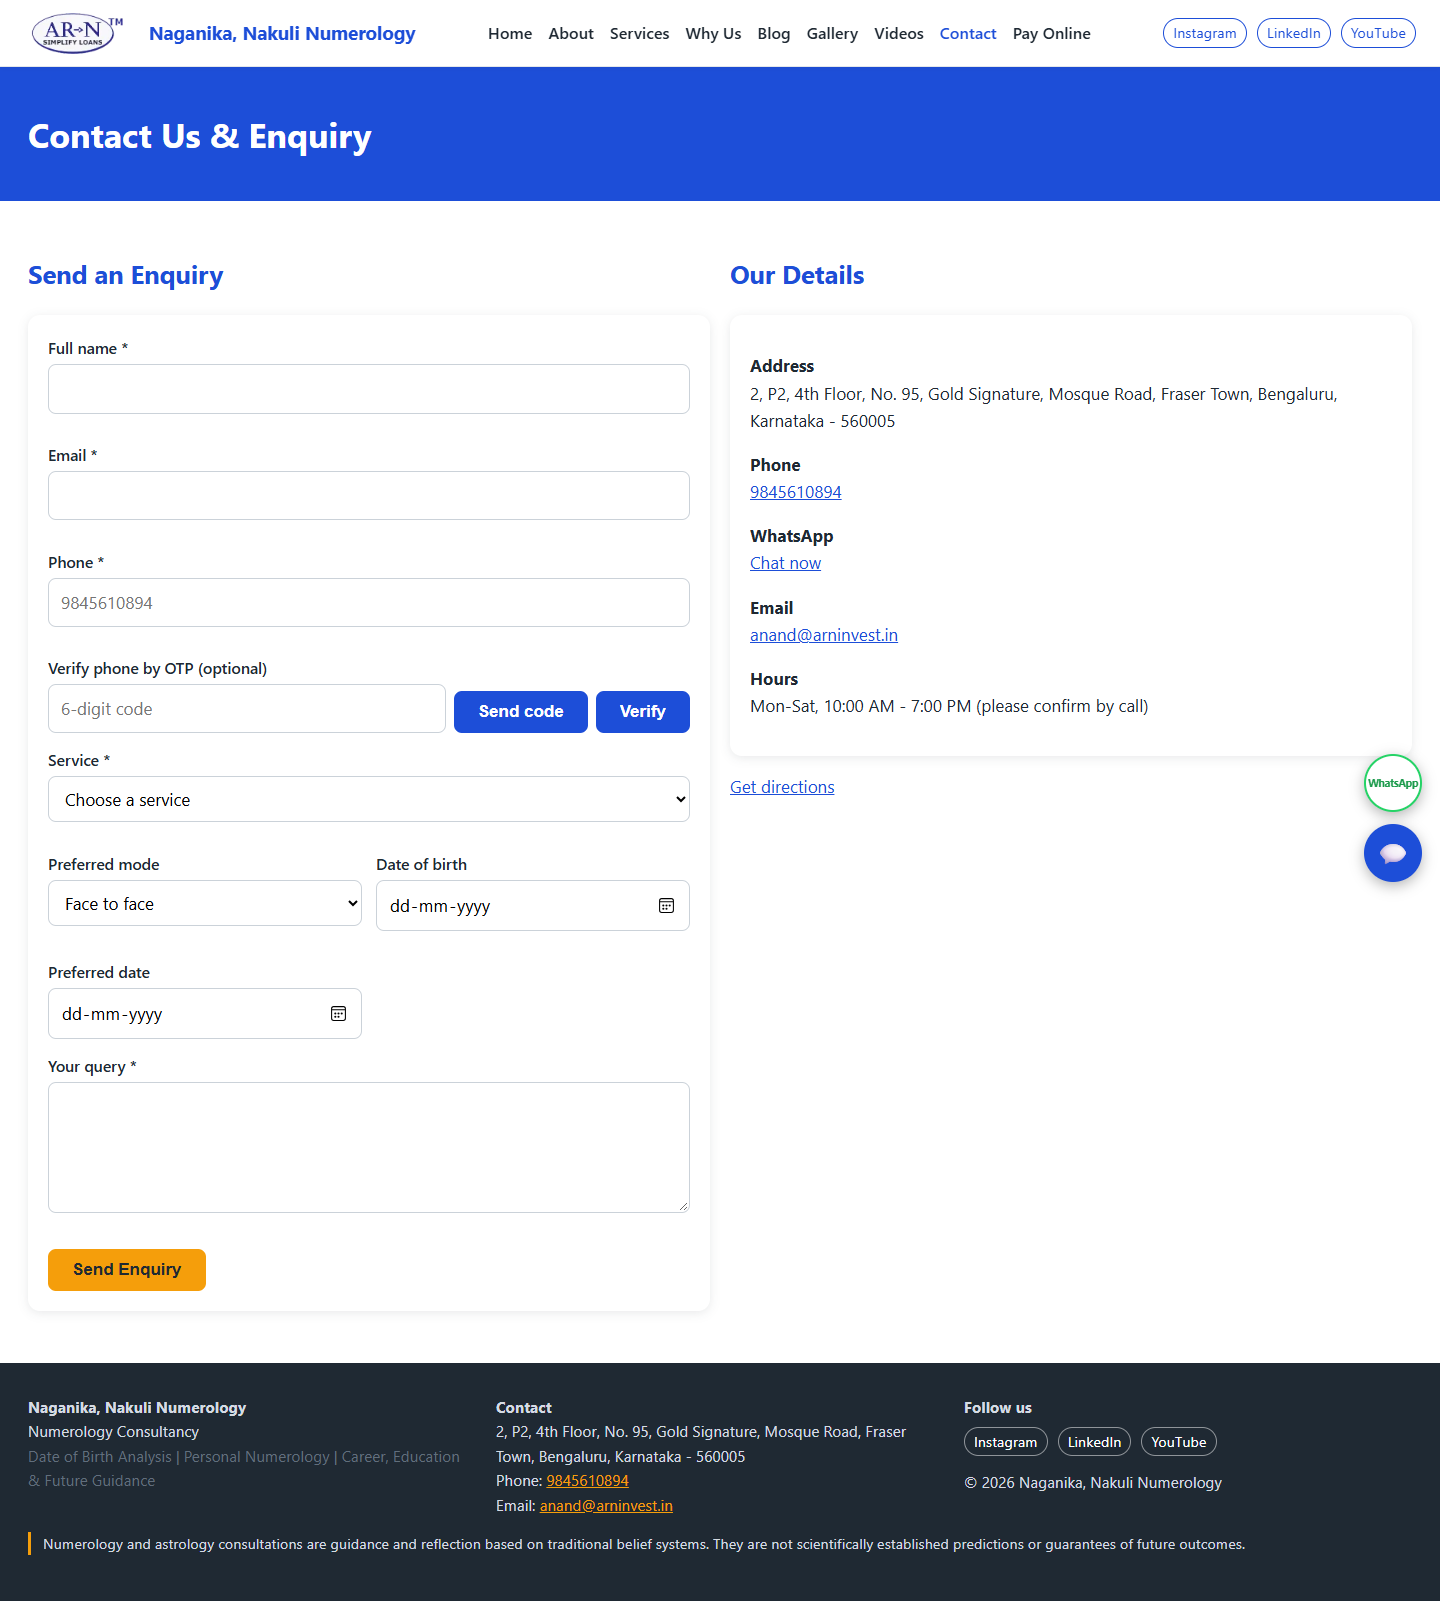 AR→N TM
SIMPLIFY LOANS
Naganika, Nakuli Numerology
Home About Services Why Us Blog Gallery Videos Contact Pay Online
Instagram LinkedIn YouTube
Contact Us & Enquiry
Send an Enquiry
Full name *
Email *
Phone *
9845610894
Verify phone by OTP (optional)
6-digit code
Send code Verify
Service *
Choose a service
Preferred mode
Face to face
Date of birth
dd-mm-yyyy
Preferred date
dd-mm-yyyy
Your query *
Send Enquiry
Our Details
Address
2, P2, 4th Floor, No. 95, Gold Signature, Mosque Road, Fraser Town, Bengaluru,
Karnataka - 560005
Phone
9845610894
WhatsApp
Chat now
Email
anand@arninvest.in
Hours
Mon-Sat, 10:00 AM - 7:00 PM (please confirm by call)
Get directions
WhatsApp
Naganika, Nakuli Numerology
Numerology Consultancy
Date of Birth Analysis | Personal Numerology | Career, Education
& Future Guidance
Contact
2, P2, 4th Floor, No. 95, Gold Signature, Mosque Road, Fraser
Town, Bengaluru, Karnataka - 560005
Phone: 9845610894
Email: anand@arninvest.in
Follow us
Instagram LinkedIn YouTube
© 2026 Naganika, Nakuli Numerology
Numerology and astrology consultations are guidance and reflection based on traditional belief systems. They are not scientifically established predictions or guarantees of future outcomes.